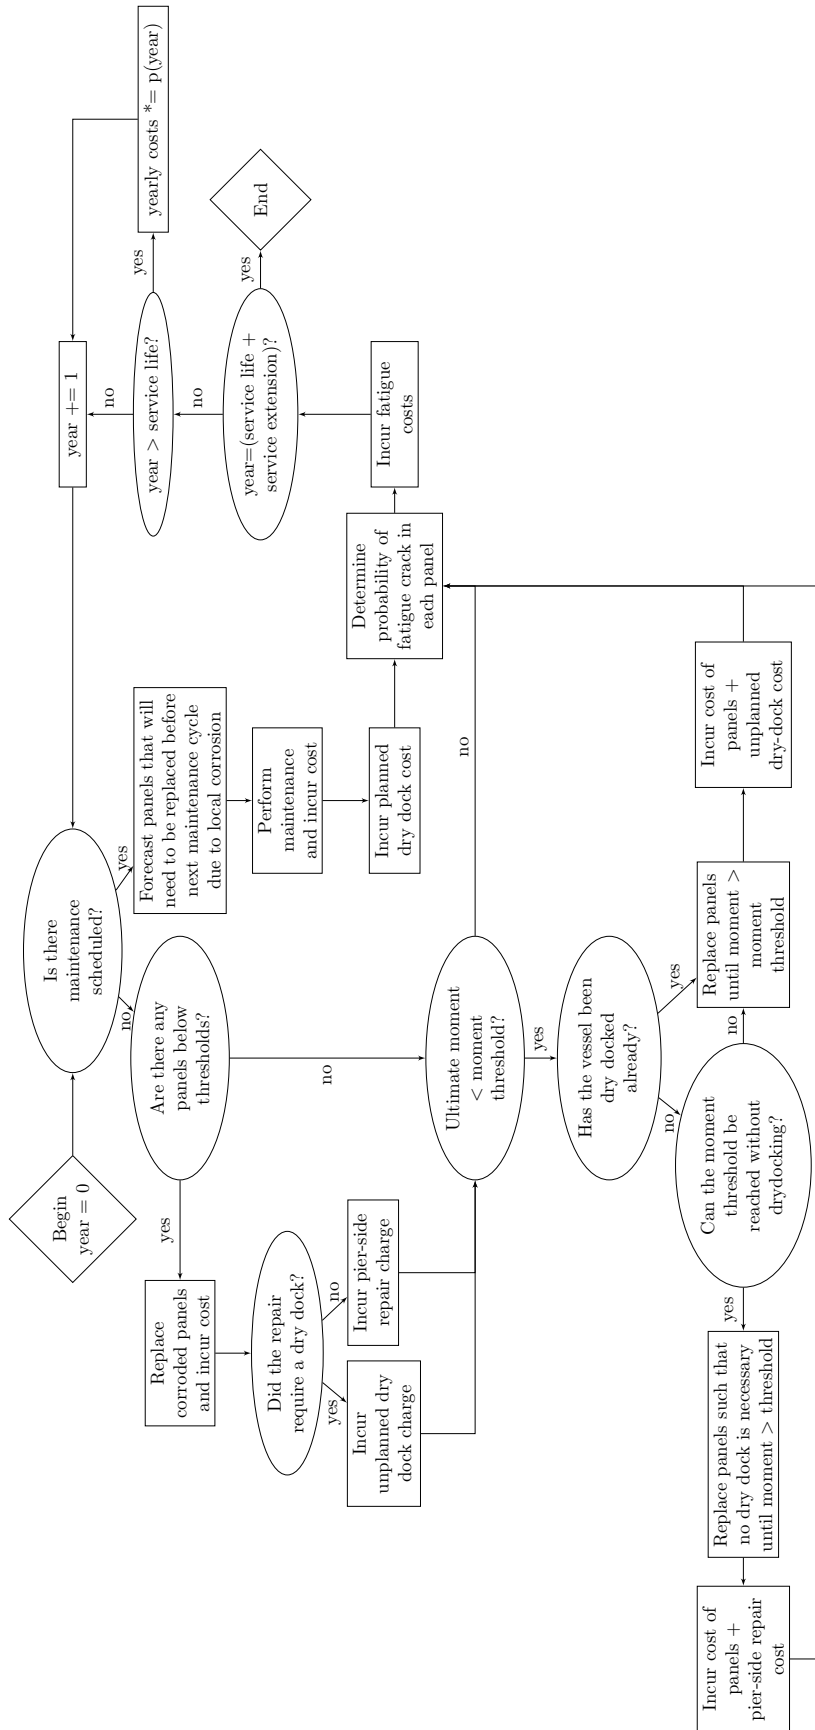 Begin
year = 0
Is there
maintenance
scheduled?
year += 1
yearly costs *= p(year)
yes
no
no
yes
Replace
corroded panels
and incur cost
yes
Are there any
panels below
thresholds?
Forecast panels that will
need to be replaced before
next maintenance cycle
due to local corrosion
year > service life?
yes
no
Did the repair
require a dry dock?
Perform
maintenance
and incur cost
year=(service life +
service extension)?
yes
End
yes
no
no
Incur
unplanned dry
dock charge
Incur pier-side
repair charge
Incur planned
dry dock cost
Determine
probability of
fatigue crack in
each panel
Incur fatigue
costs
Ultimate moment
< moment
threshold?
no
yes
Has the vessel been
dry docked
already?
no
yes
Incur cost of
panels +
pier-side repair
cost
Replace panels such that
no dry dock is necessary
until moment > threshold
yes
Can the moment
threshold be
reached without
drydocking?
no
Replace panels
until moment >
moment
threshold
Incur cost of
panels +
unplanned
dry-dock cost